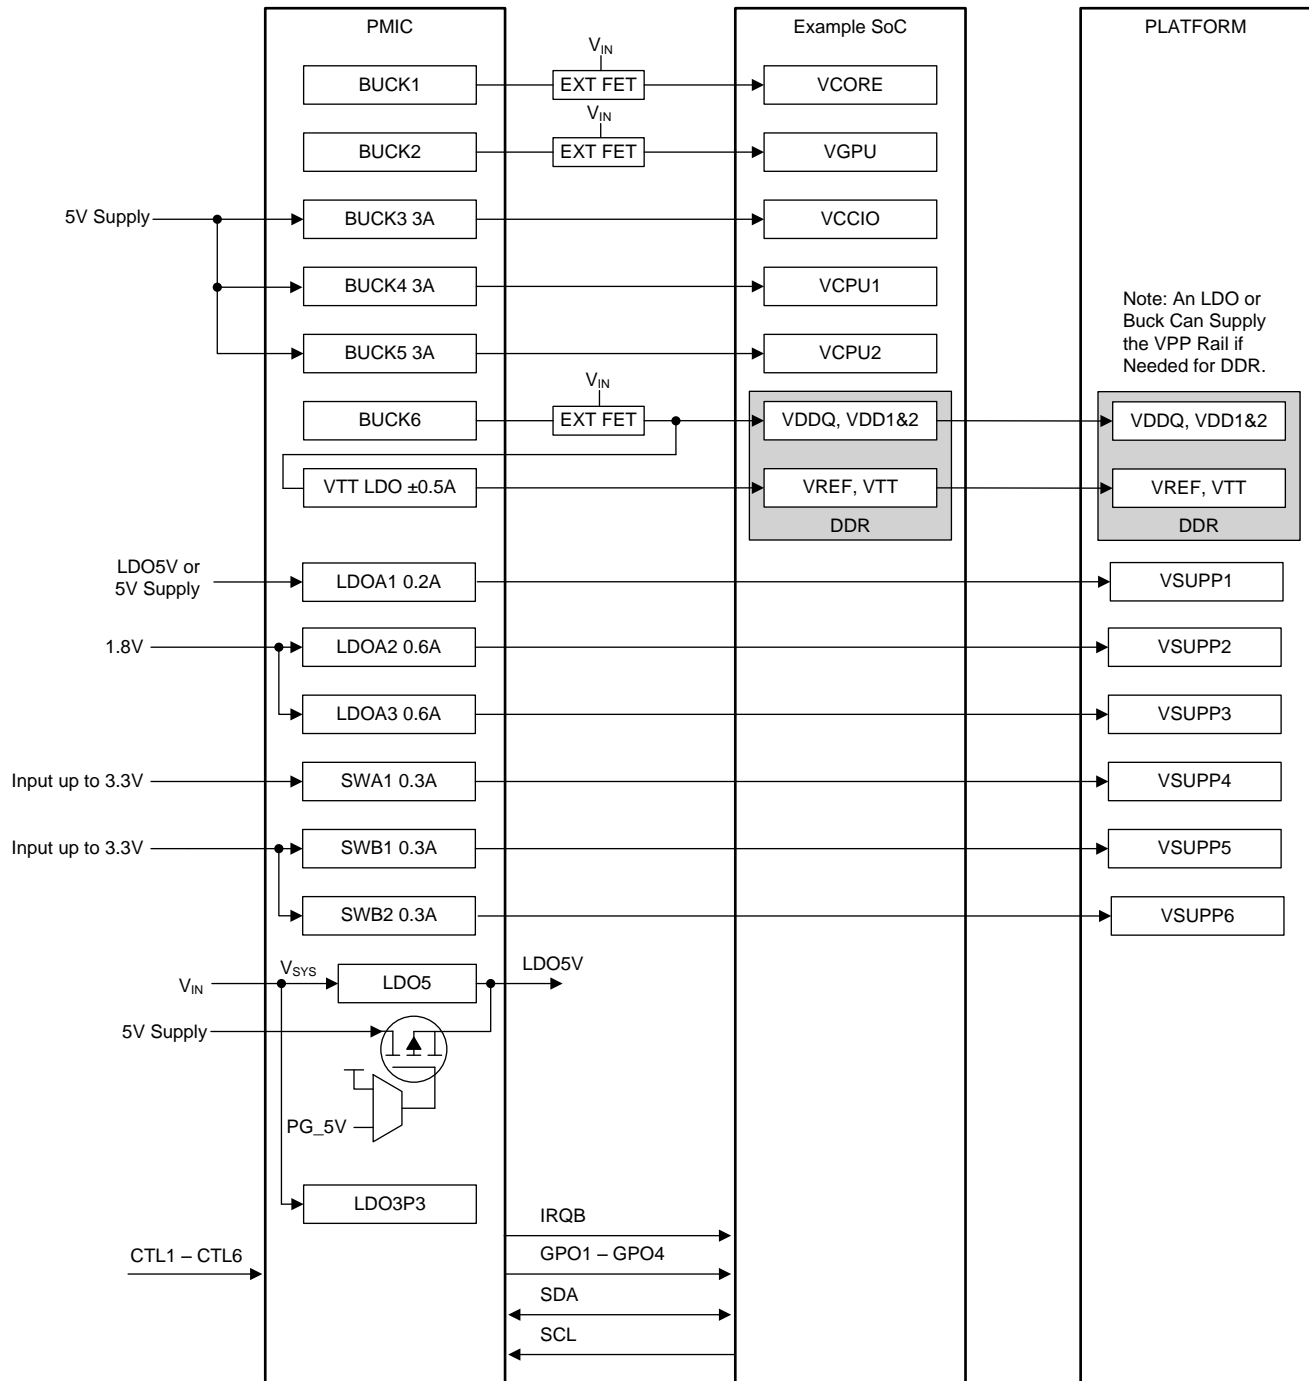 PMIC
Example SoC
PLATFORM
V_IN
BUCK1
EXT FET
VCORE
V_IN
BUCK2
EXT FET
VGPU
5V Supply
BUCK3 3A
VCCIO
BUCK4 3A
VCPU1
Note: An LDO or
Buck Can Supply
the VPP Rail if
Needed for DDR.
BUCK5 3A
VCPU2
V_IN
BUCK6
EXT FET
VDDQ, VDD1&2
VDDQ, VDD1&2
VTT LDO ±0.5A
VREF, VTT
VREF, VTT
DDR
DDR
LDO5V or
5V Supply
LDOA1 0.2A
VSUPP1
1.8V
LDOA2 0.6A
VSUPP2
LDOA3 0.6A
VSUPP3
Input up to 3.3V
SWA1 0.3A
VSUPP4
Input up to 3.3V
SWB1 0.3A
VSUPP5
SWB2 0.3A
VSUPP6
V_IN
V_SYS
LDO5
LDO5V
5V Supply
PG_5V
LDO3P3
IRQB
CTL1 – CTL6
GPO1 – GPO4
SDA
SCL